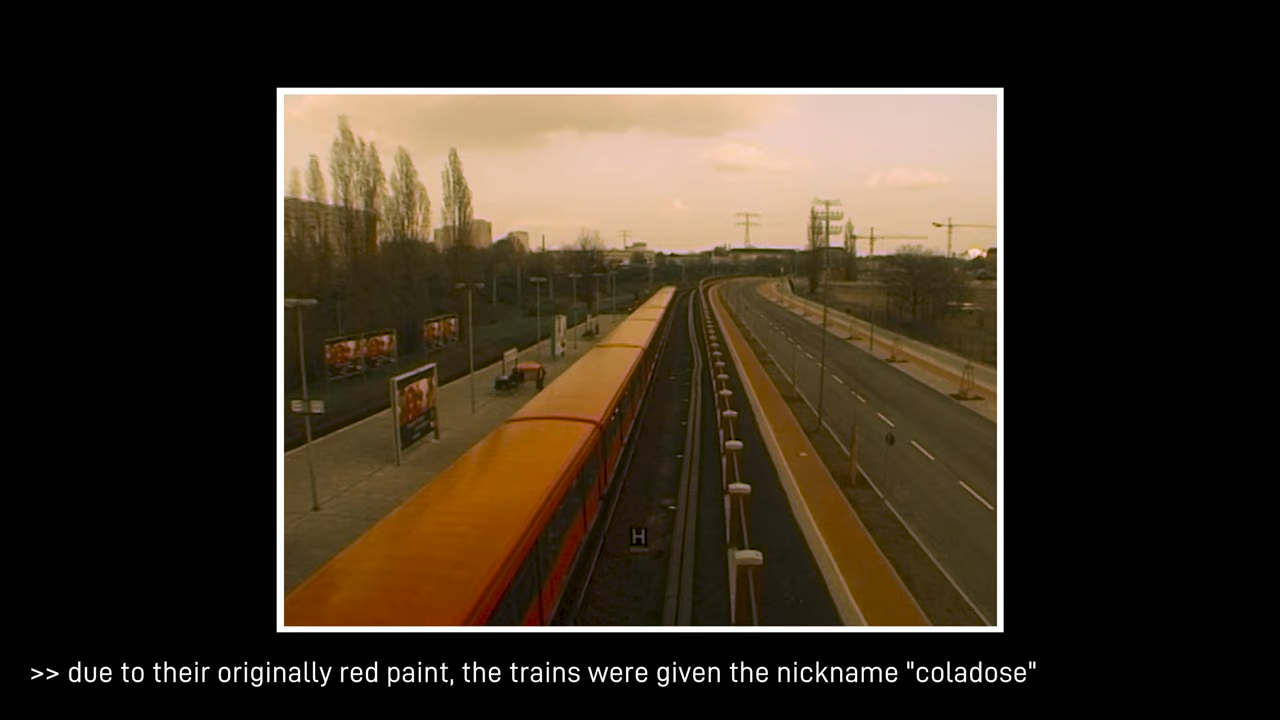 H
>> due to their originally red paint, the trains were given the nickname "coladose"